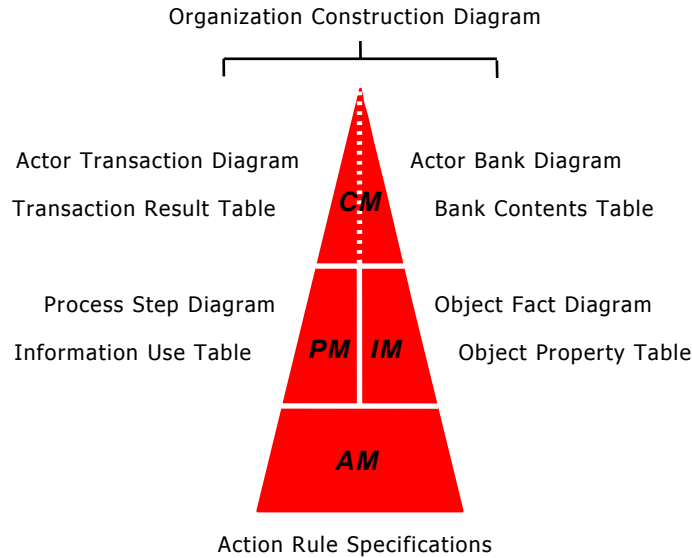 Organization Construction Diagram
Actor Transaction Diagram
Actor Bank Diagram
Transaction Result Table
CM
Bank Contents Table
Process Step Diagram
Object Fact Diagram
Information Use Table
PM
IM
Object Property Table
AM
Action Rule Specifications